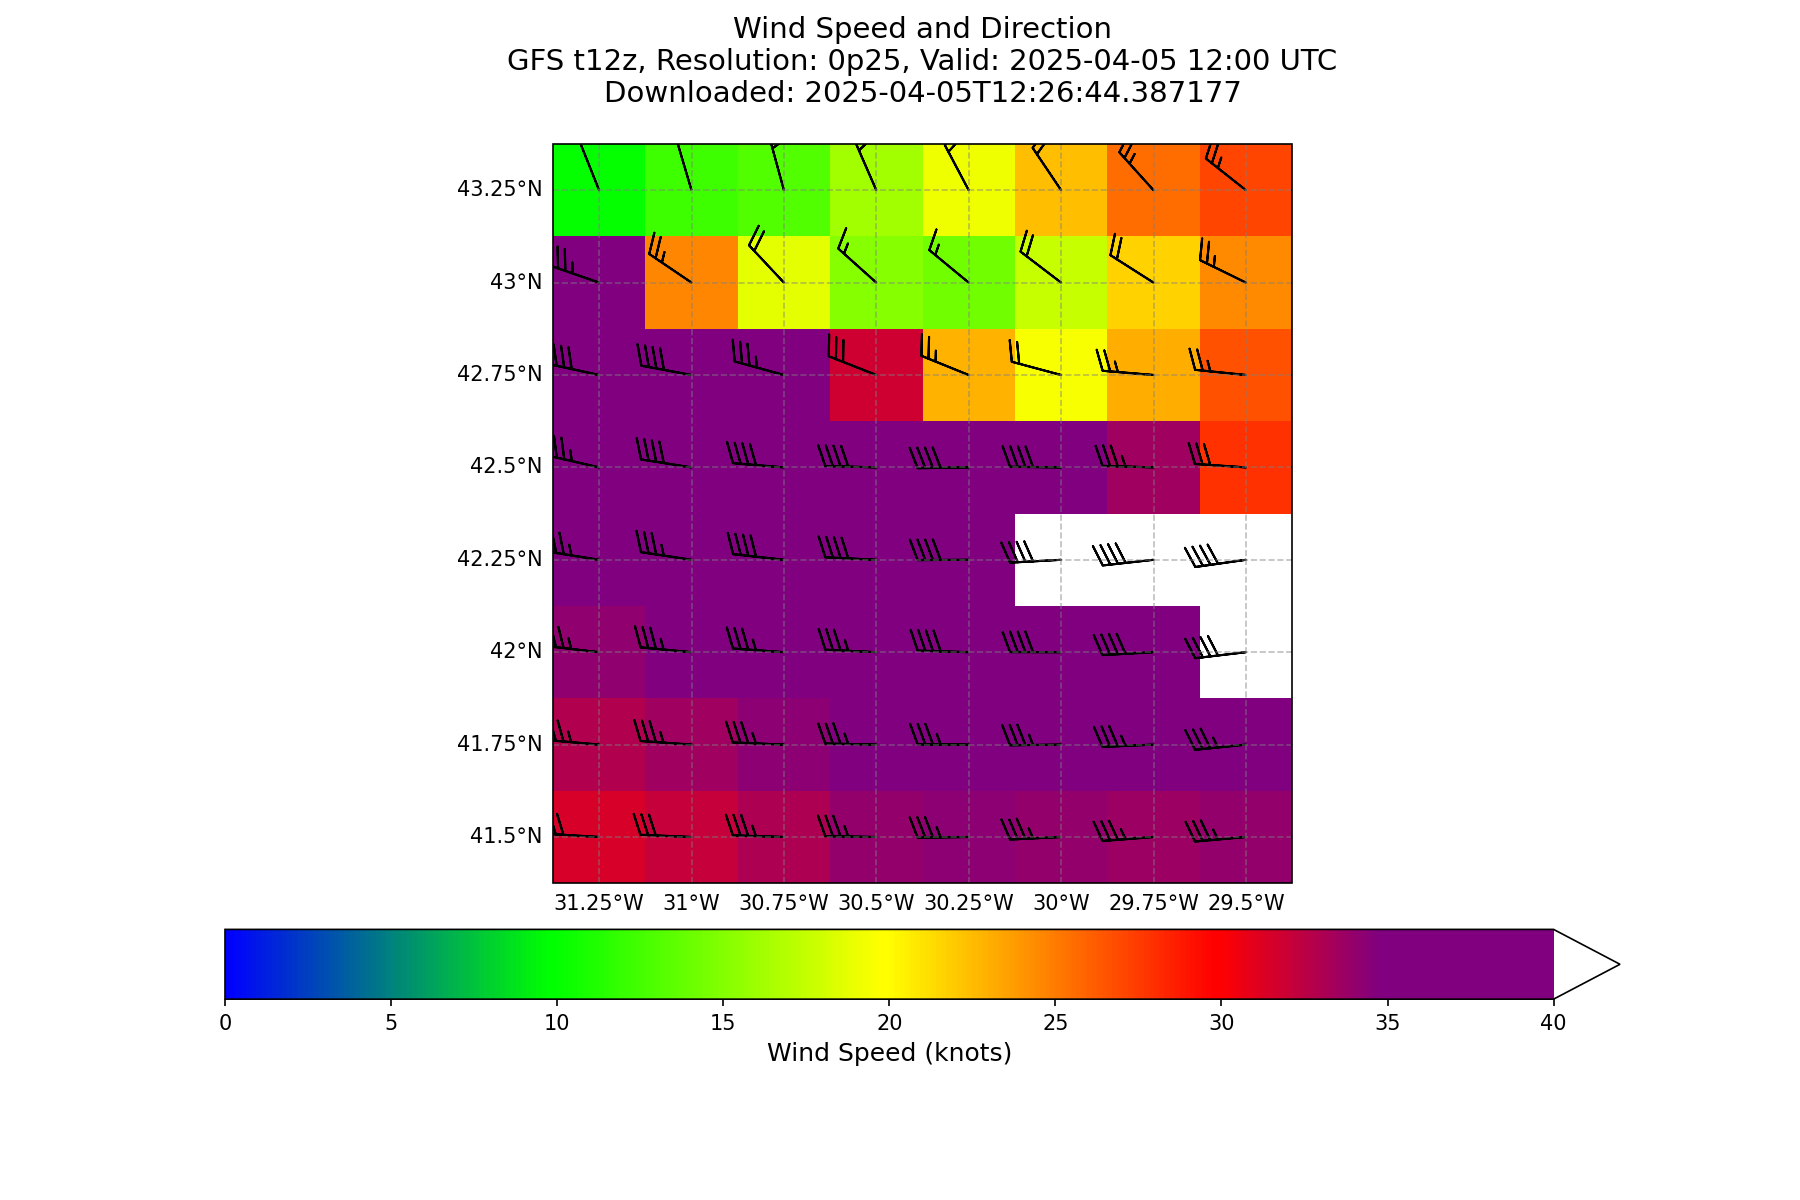 Wind Speed and Direction
GFS t12z, Resolution: 0p25, Valid: 2025-04-05 12:00 UTC
Downloaded: 2025-04-05T12:26:44.387177
43.25°N
43°N
42.75°N
42.5°N
42.25°N
42°N
41.75°N
41.5°N
31.25°W 31°W 30.75°W 30.5°W 30.25°W 30°W 29.75°W 29.5°W
0 5 10 15 20 25 30 35 40
Wind Speed (knots)